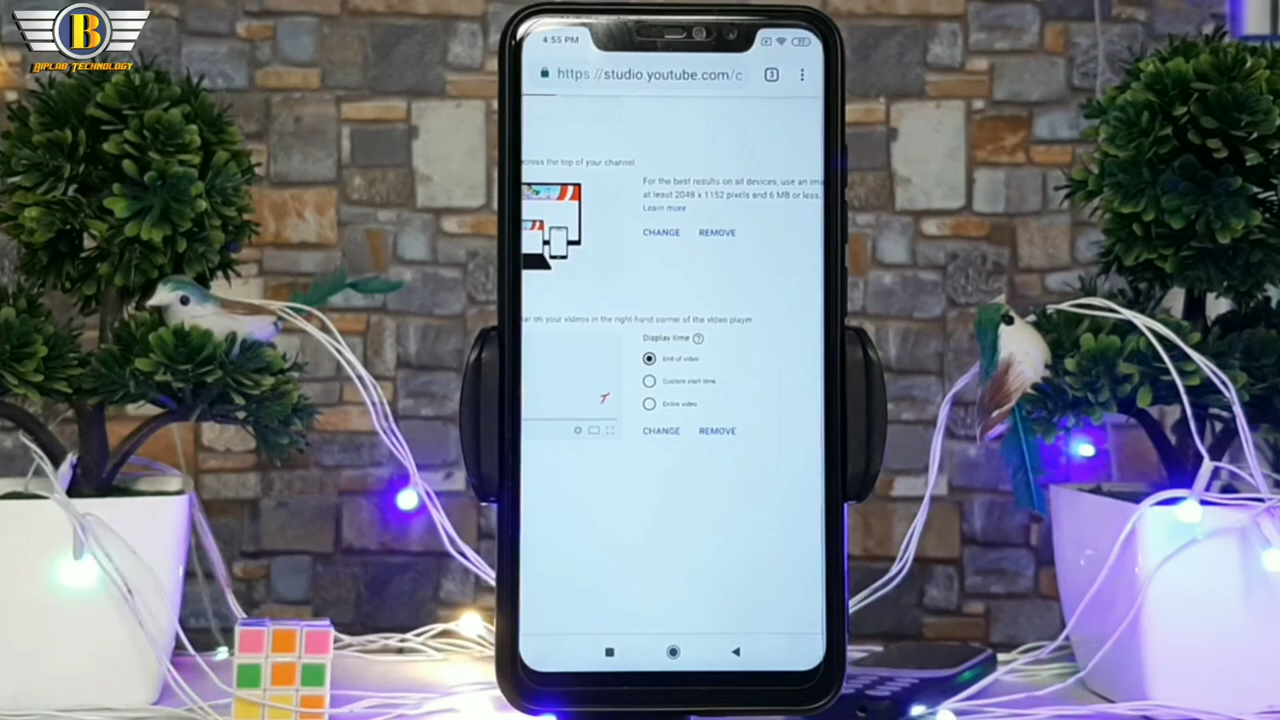 B
BIPLAB TECHNOLOGY
4:55 PM
https://studio.youtube.com/c
3
across the top of your channel.
For the best results on all devices, use an ima
at least 2048 x 1152 pixels and 6 MB or less.
Learn more
CHANGE REMOVE
ar on your videos in the right-hand corner of the video player
Display time ?
End of video
Custom start time
Entire video
CHANGE REMOVE